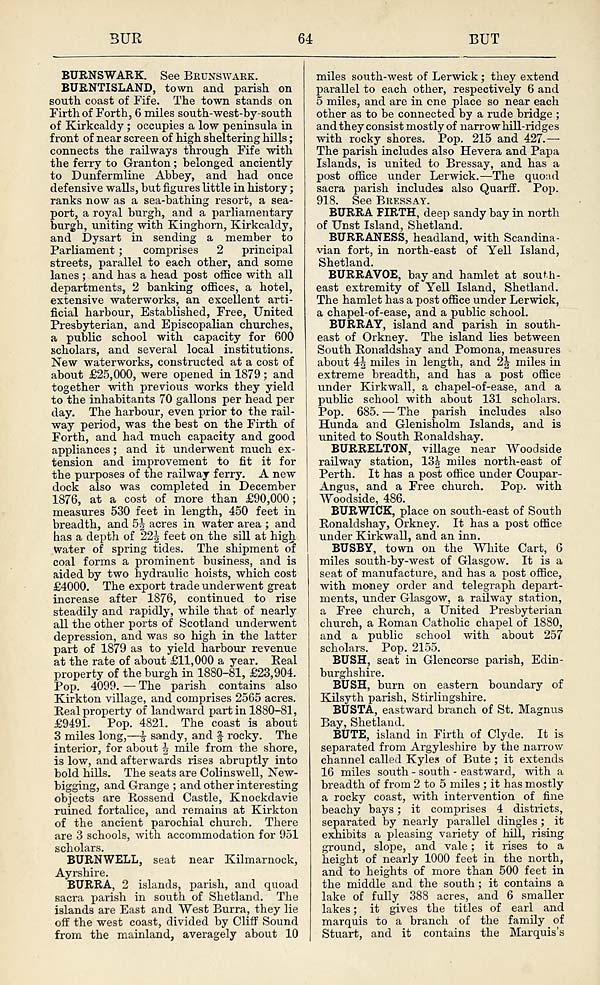 BUR 64 BUT
BURNSWARK. See BRUNSWARK.
BURNTISLAND, town and parish on
south coast of Fife. The town stands on
Firth of Forth, 6 miles south-west-by-south
of Kirkcaldy; occupies a low peninsula in
front of near screen of high sheltering hills;
connects the railways through Fife with
the ferry to Granton; belonged anciently
to Dunfermline Abbey, and had once
defensive walls, but figures little in history;
ranks now as a sea-bathing resort, a sea-
port, a royal burgh, and a parliamentary
burgh, uniting with Kinghorn, Kirkcaldy,
and Dysart in sending a member to
Parliament; comprises 2 principal
streets, parallel to each other, and some
lanes; and has a head post office with all
departments, 2 banking offices, a hotel,
extensive waterworks, an excellent arti-
ficial harbour, Established, Free, United
Presbyterian, and Episcopalian churches,
a public school with capacity for 600
scholars, and several local institutions.
New waterworks, constructed at a cost of
about £25,000, were opened in 1879; and
together with previous works they yield
to the inhabitants 70 gallons per head per
day. The harbour, even prior to the rail-
way period, was the best on the Firth of
Forth, and had much capacity and good
appliances; and it underwent much ex-
tension and improvement to fit it for
the purposes of the railway ferry. A new
dock also was completed in December
1876, at a cost of more than £90,000;
measures 530 feet in length, 450 feet in
breadth, and 5½ acres in water area; and
has a depth of 22½ feet on the sill at high
water of spring tides. The shipment of
coal forms a prominent business, and is
aided by two hydraulic hoists, which cost
£4000. The export trade underwent great
increase after 1876, continued to rise
steadily and rapidly, while that of nearly
all the other ports of Scotland underwent
depression, and was so high in the latter
part of 1879 as to yield harbour revenue
at the rate of about £11,000 a year. Real
property of the burgh in 1880-81, £23,904.
Pop. 4099. — The parish contains also
Kirkton village, and comprises 2565 acres.
Real property of landward part in 1880-81,
£9491. Pop. 4821. The coast is about
3 miles long,—⅓ sandy, and ⅔ rocky. The
interior, for about ½ mile from the shore,
is low, and afterwards rises abruptly into
bold hills. The seats are Colinswell, New-
bigging, and Grange; and other interesting
objects are Rossend Castle, Knockdavie
ruined fortalice, and remains at Kirkton
of the ancient parochial church. There
are 3 schools, with accommodation for 951
scholars.
BURNWELL, seat near Kilmarnock,
Ayrshire.
BURRA, 2 islands, parish, and quoad
sacra parish in south of Shetland. The
islands are East and West Burra, they lie
off the west coast, divided by Cliff Sound
from the mainland, averagely about 10
miles south-west of Lerwick; they extend
parallel to each other, respectively 6 and
5 miles, and are in one place so near each
other as to be connected by a rude bridge;
and they consist mostly of narrow hill-ridges
with rocky shores. Pop. 215 and 427.—
The parish includes also Hevera and Papa
Islands, is united to Bressay, and has a
post office under Lerwick.—The quoad
sacra parish includes also Quarff. Pop.
918. See BRESSAY.
BURRA FIRTH, deep sandy bay in north
of Unst Island, Shetland.
BURRANESS, headland, with Scandina-
vian fort, in north-east of Yell Island,
Shetland.
BURRAVOE, bay and hamlet at south-
east extremity of Yell Island, Shetland.
The hamlet has a post office under Lerwick,
a chapel-of-ease, and a public school.
BURRAY, island and parish in south-
east of Orkney. The island lies between
South Ronaldshay and Pomona, measures
about 4½ miles in length, and 2½ miles in
extreme breadth, and has a post office
under Kirkwall, a chapel-of-ease, and a
public school with about 131 scholars.
Pop. 685. — The parish includes also
Hunda and Glenisholm Islands, and is
united to South Ronaldshay.
BURRELTON, village near Woodside
railway station, 13½ miles north-east of
Perth. It has a post office under Coupar-
Angus, and a Free church. Pop. with
Woodside, 486.
BURWICK, place on south-east of South
Ronaldshay, Orkney. It has a post office
under Kirkwall, and an inn.
BUSBY, town on the White Cart, 6
miles south-by-west of Glasgow. It is a
seat of manufacture, and has a post office,
with money order and telegraph depart-
ments, under Glasgow, a railway station,
a Free church, a United Presbyterian
church, a Roman Catholic chapel of 1880,
and a public school with about 257
scholars. Pop. 2155.
BUSH, seat in Glencorse parish, Edin-
burghshire.
BUSH, burn on eastern boundary of
Kilsyth parish, Stirlingshire.
BUSTA, eastward branch of St. Magnus
Bay, Shetland.
BUTE, island in Firth of Clyde. It is
separated from Argyleshire by the narrow
channel called Kyles of Bute; it extends
16 miles south-south-eastward, with a
breadth of from 2 to 5 miles; it has mostly
a rocky coast, with intervention of fine
beachy bays; it comprises 4 districts,
separated by nearly parallel dingles; it
exhibits a pleasing variety of hill, rising
ground, slope, and vale; it rises to a
height of nearly 1000 feet in the north,
and to heights of more than 500 feet in
the middle and the south; it contains a
lake of fully 388 acres, and 6 smaller
lakes; it gives the titles of earl and
marquis to a branch of the family of
Stuart, and it contains the Marquis's